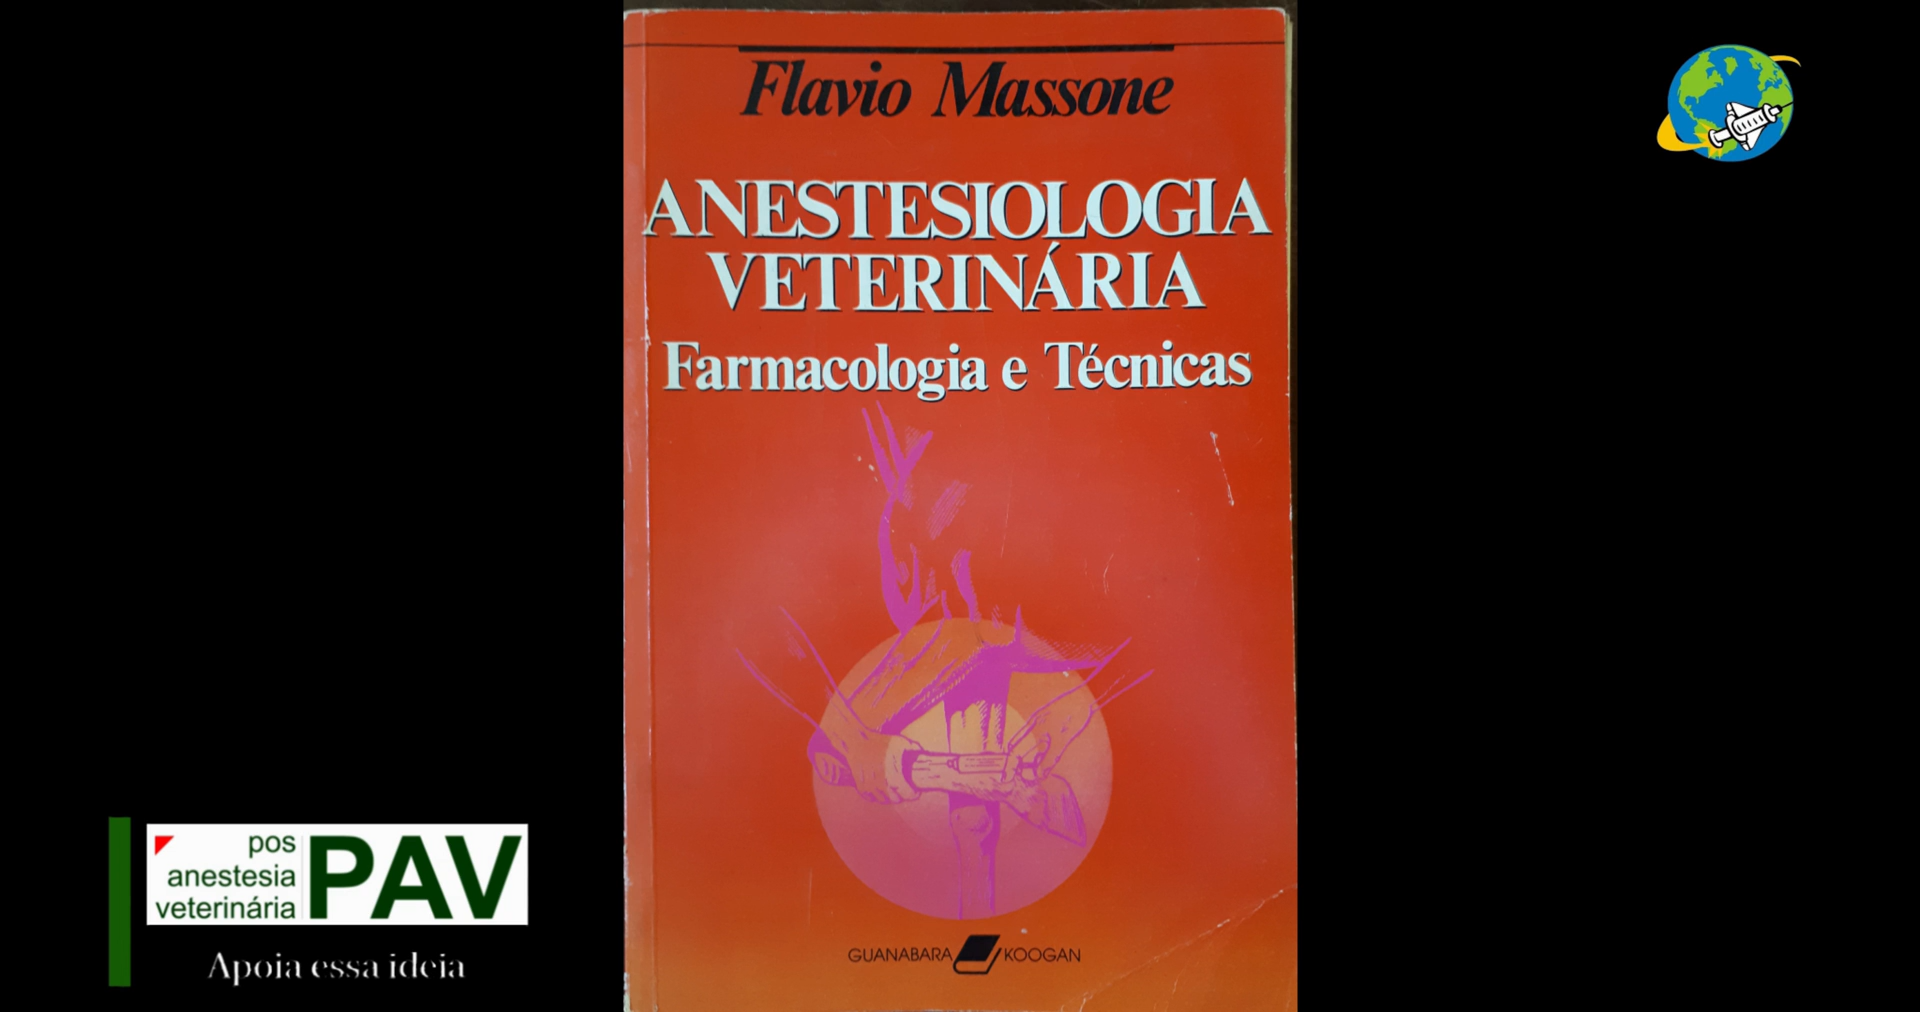 Flavio Massone
ANESTESIOLOGIA
VETERINÁRIA
Farmacologia e Técnicas
GUANABARA KOOGAN
pos
anestesia
veterinária
PAV
Apoia essa ideia